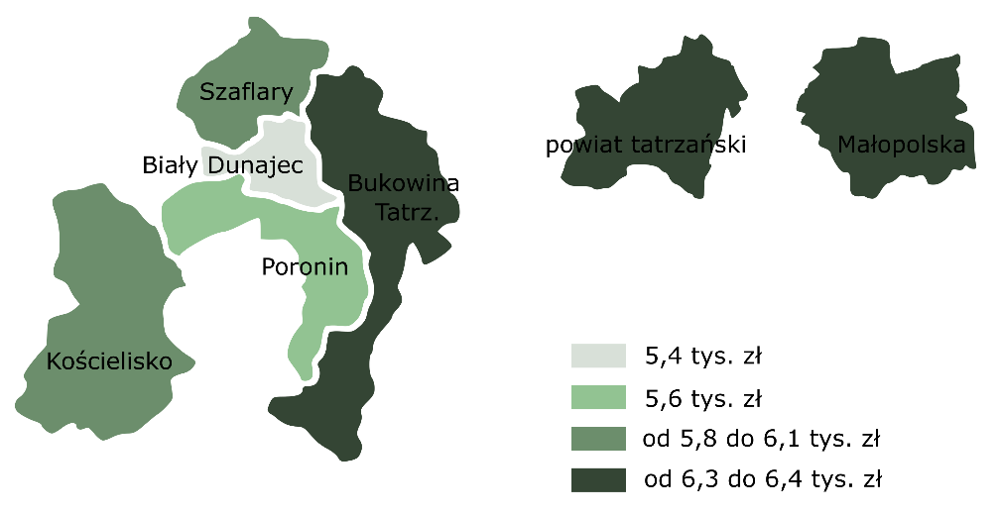 Szaflary
Biały Dunajec
Bukowina
Tatrz.
Poronin
Kościelisko
powiat tatrzański
Małopolska
5,4 tys. zł
5,6 tys. zł
od 5,8 do 6,1 tys. zł
od 6,3 do 6,4 tys. zł